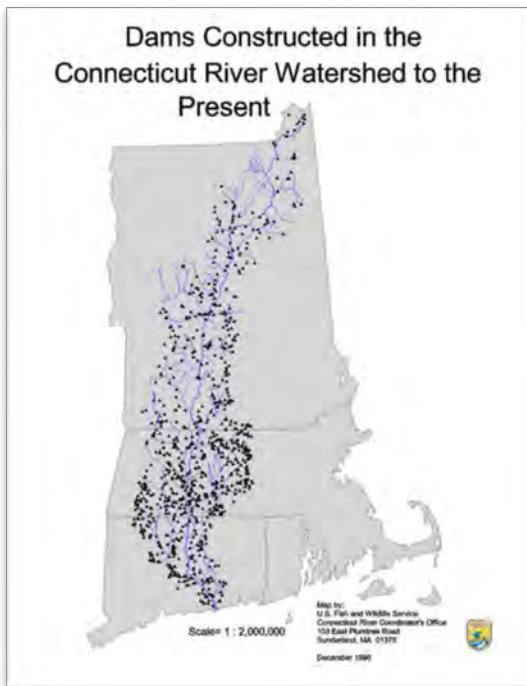 Dams Constructed in the
Connecticut River Watershed to the
Present
Scale= 1 : 2,000,000
Map by:
U.S. Fish and Wildlife Service
Connecticut River Coordinator's Office
103 East Plumtree Road
Sunderland, MA 01375
December